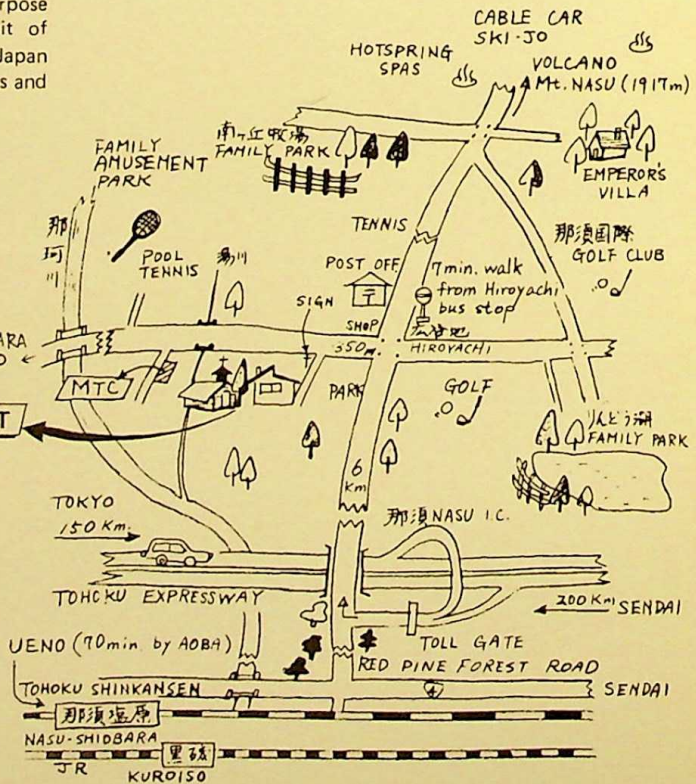 rpose
it of
Japan
s and
CABLE CAR
SKI-JO
HOTSPRING
SPAS
VOLCANO
Mt. NASU (1917m)
南ヶ丘牧場
FAMILY PARK
FAMILY
AMUSEMENT
PARK
EMPEROR'S
VILLA
那珂川
TENNIS
那須国際
GOLF CLUB
POOL
TENNIS
湯川
POST OFF.
〒
7min. walk
from Hiroyachi
bus stop
SIGN
SHOP
広谷地
ARA
O ←
350m
HIROYACHI
MTC
PARK
GOLF
T
りんどう湖
FAMILY PARK
6
Km
TOKYO
150 Km.
那須 NASU I.C.
TOHOKU EXPRESSWAY
200 Km SENDAI
UENO (70min. by AOBA)
TOLL GATE
RED PINE FOREST ROAD
TOHOKU SHINKANSEN
4
SENDAI
那須塩原
NASU-SHIOBARA
黒磯
JR
KUROISO